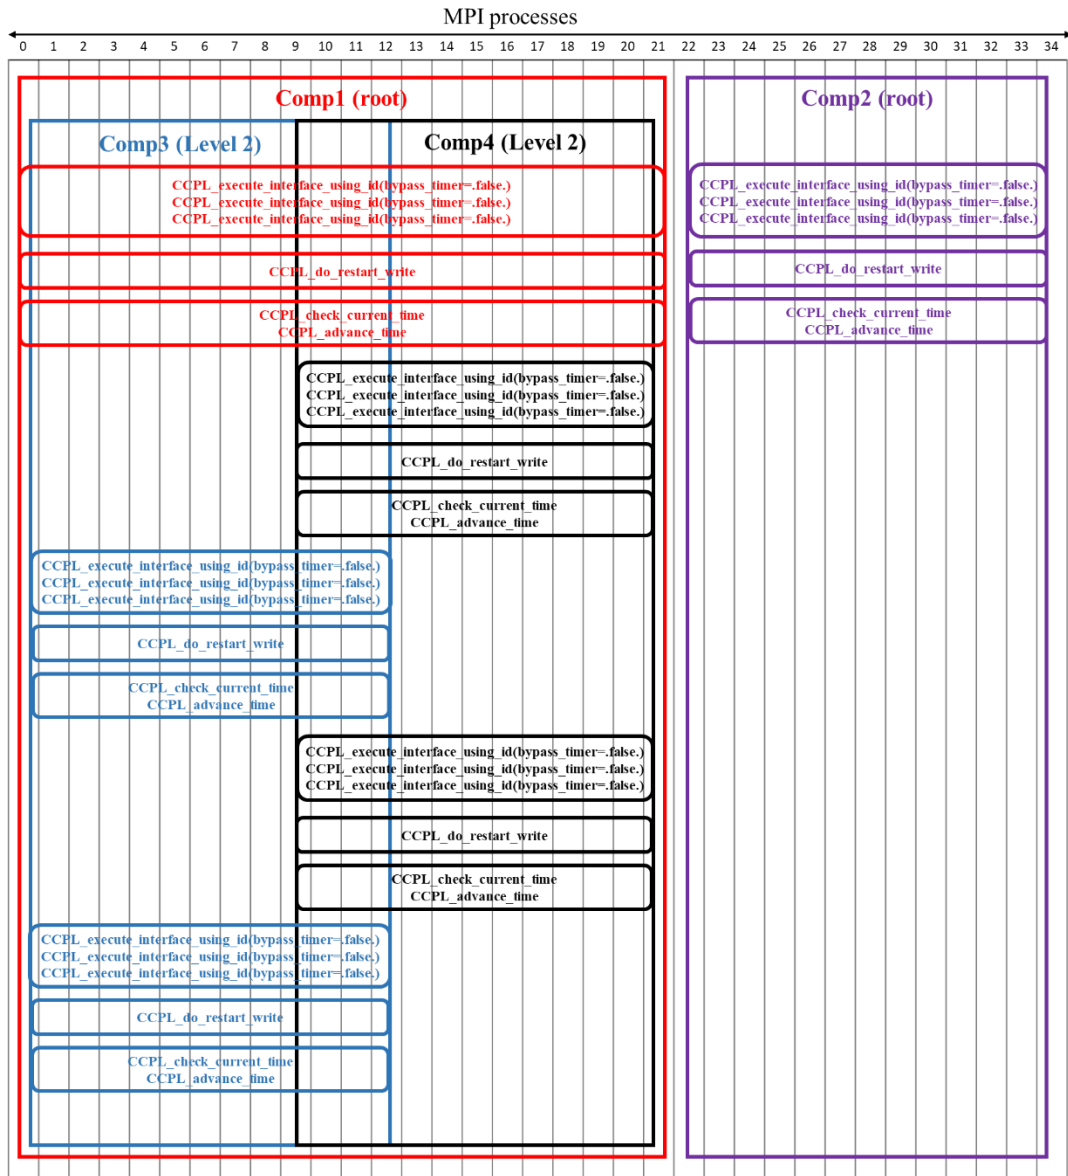 MPI processes
0 1 2 3 4 5 6 7 8 9 10 11 12 13 14 15 16 17 18 19 20 21 22 23 24 25 26 27 28 29 30 31 32 33 34
Comp1 (root)
Comp2 (root)
Comp3 (Level 2)
Comp4 (Level 2)
CCPL_execute_interface_using_id(bypass_timer=.false.)
CCPL_execute_interface_using_id(bypass_timer=.false.)
CCPL_execute_interface_using_id(bypass_timer=.false.)
CCPL_do_restart_write
CCPL_check_current_time
CCPL_advance_time
CCPL_execute_interface_using_id(bypass_timer=.false.)
CCPL_execute_interface_using_id(bypass_timer=.false.)
CCPL_execute_interface_using_id(bypass_timer=.false.)
CCPL_do_restart_write
CCPL_check_current_time
CCPL_advance_time
CCPL_execute_interface_using_id(bypass_timer=.false.)
CCPL_execute_interface_using_id(bypass_timer=.false.)
CCPL_execute_interface_using_id(bypass_timer=.false.)
CCPL_do_restart_write
CCPL_check_current_time
CCPL_advance_time
CCPL_execute_interface_using_id(bypass_timer=.false.)
CCPL_execute_interface_using_id(bypass_timer=.false.)
CCPL_execute_interface_using_id(bypass_timer=.false.)
CCPL_do_restart_write
CCPL_check_current_time
CCPL_advance_time
CCPL_execute_interface_using_id(bypass_timer=.false.)
CCPL_execute_interface_using_id(bypass_timer=.false.)
CCPL_execute_interface_using_id(bypass_timer=.false.)
CCPL_do_restart_write
CCPL_check_current_time
CCPL_advance_time
CCPL_execute_interface_using_id(bypass_timer=.false.)
CCPL_execute_interface_using_id(bypass_timer=.false.)
CCPL_execute_interface_using_id(bypass_timer=.false.)
CCPL_do_restart_write
CCPL_check_current_time
CCPL_advance_time